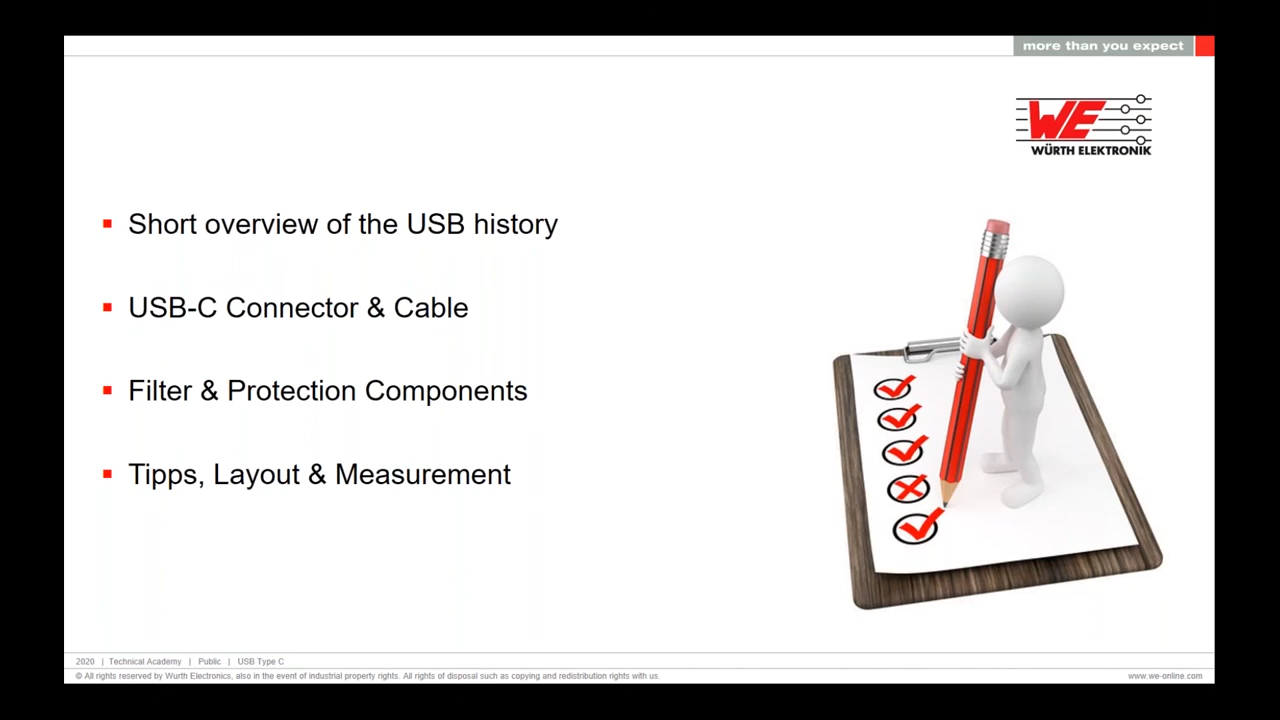 more than you expect
WE
WÜRTH ELEKTRONIK
Short overview of the USB history
USB-C Connector & Cable
Filter & Protection Components
Tipps, Layout & Measurement
2020 | Technical Academy | Public | USB Type C
© All rights reserved by Wurth Electronics, also in the event of industrial property rights. All rights of disposal such as copying and redistribution rights with us.
www.we-online.com